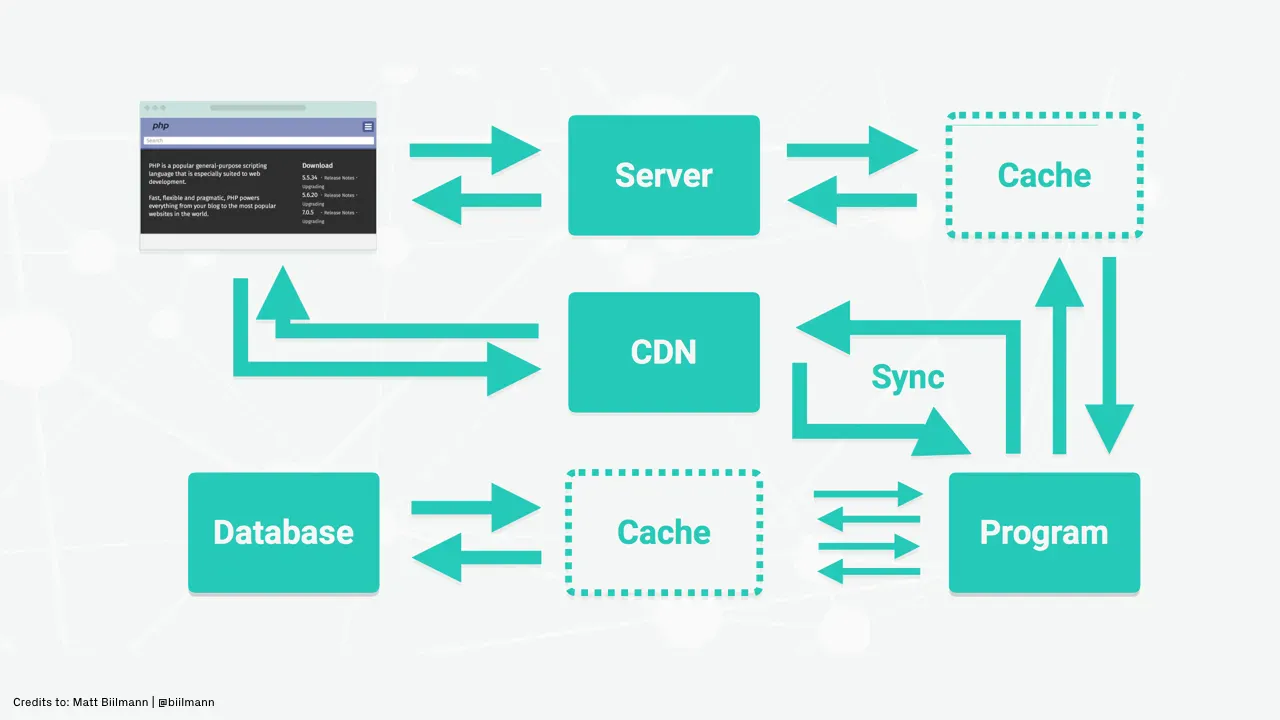 php
Search
PHP is a popular general-purpose scripting
language that is especially suited to web
development.
Fast, flexible and pragmatic, PHP powers
everything from your blog to the most popular
websites in the world.
Download
5.5.34 · Release Notes ·
Upgrading
5.6.20 · Release Notes ·
Upgrading
7.0.5 · Release Notes ·
Upgrading
Server
Cache
CDN
Sync
Database
Cache
Program
Credits to: Matt Biilmann | @biilmann